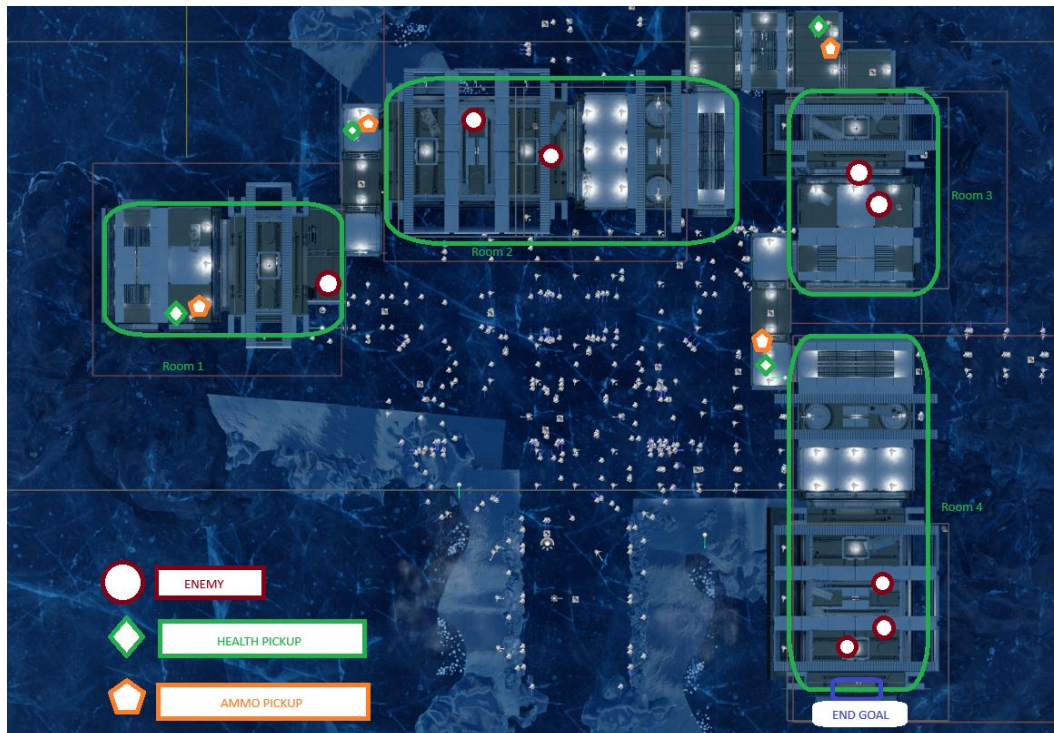 Room 3
Room 2
Room 1
Room 4
ENEMY
HEALTH PICKUP
AMMO PICKUP
END GOAL